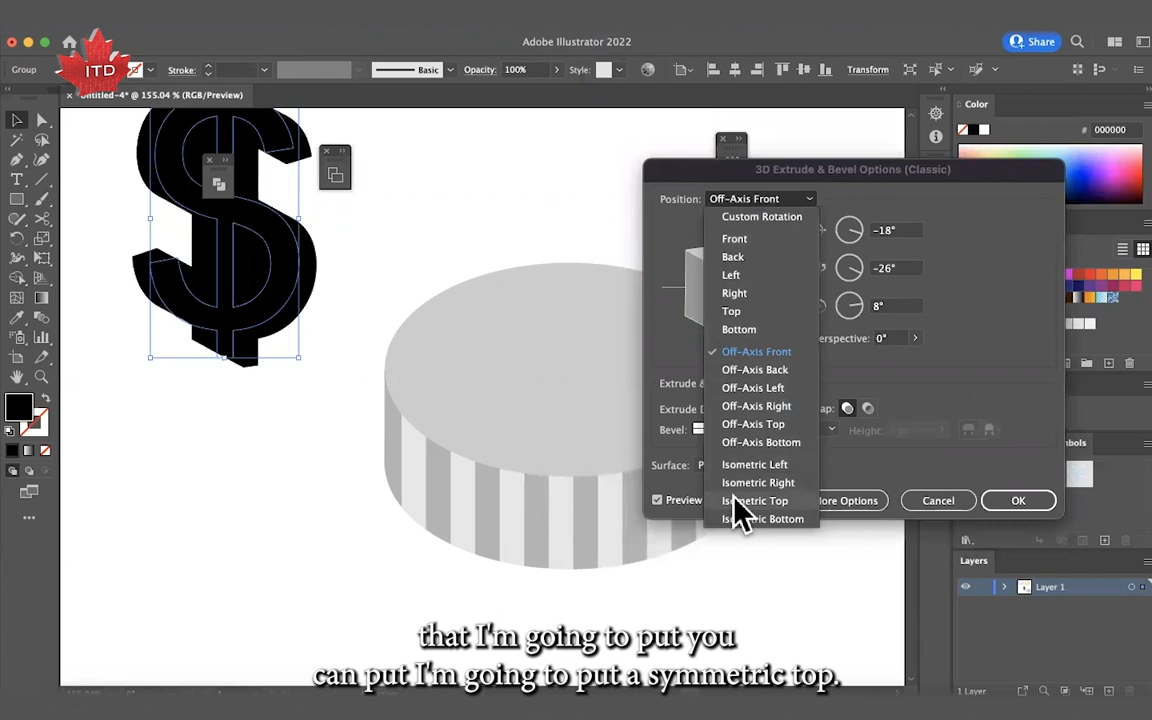 Adobe Illustrator 2022
Share
ITD
Group
Stroke:
Basic
Opacity: 100%
Style:
Transform
Untitled-4* @ 155.04 % (RGB/Preview)
Color
# 000000
3D Extrude & Bevel Options (Classic)
Position: Off-Axis Front
Custom Rotation
Front
Back
Left
Right
Top
Bottom
Off-Axis Front
Off-Axis Back
Off-Axis Left
Off-Axis Right
Off-Axis Top
Off-Axis Bottom
Isometric Left
Isometric Right
Isometric Top
Isometric Bottom
-18°
-26°
8°
erspective: 0°
Extrude &
Extrude D
ap:
Bevel:
Height:
Surface: P
Preview
ore Options
Cancel
OK
mbols
Layers
Layer 1
1 Layer
that I'm going to put you
can put I'm going to put a symmetric top.